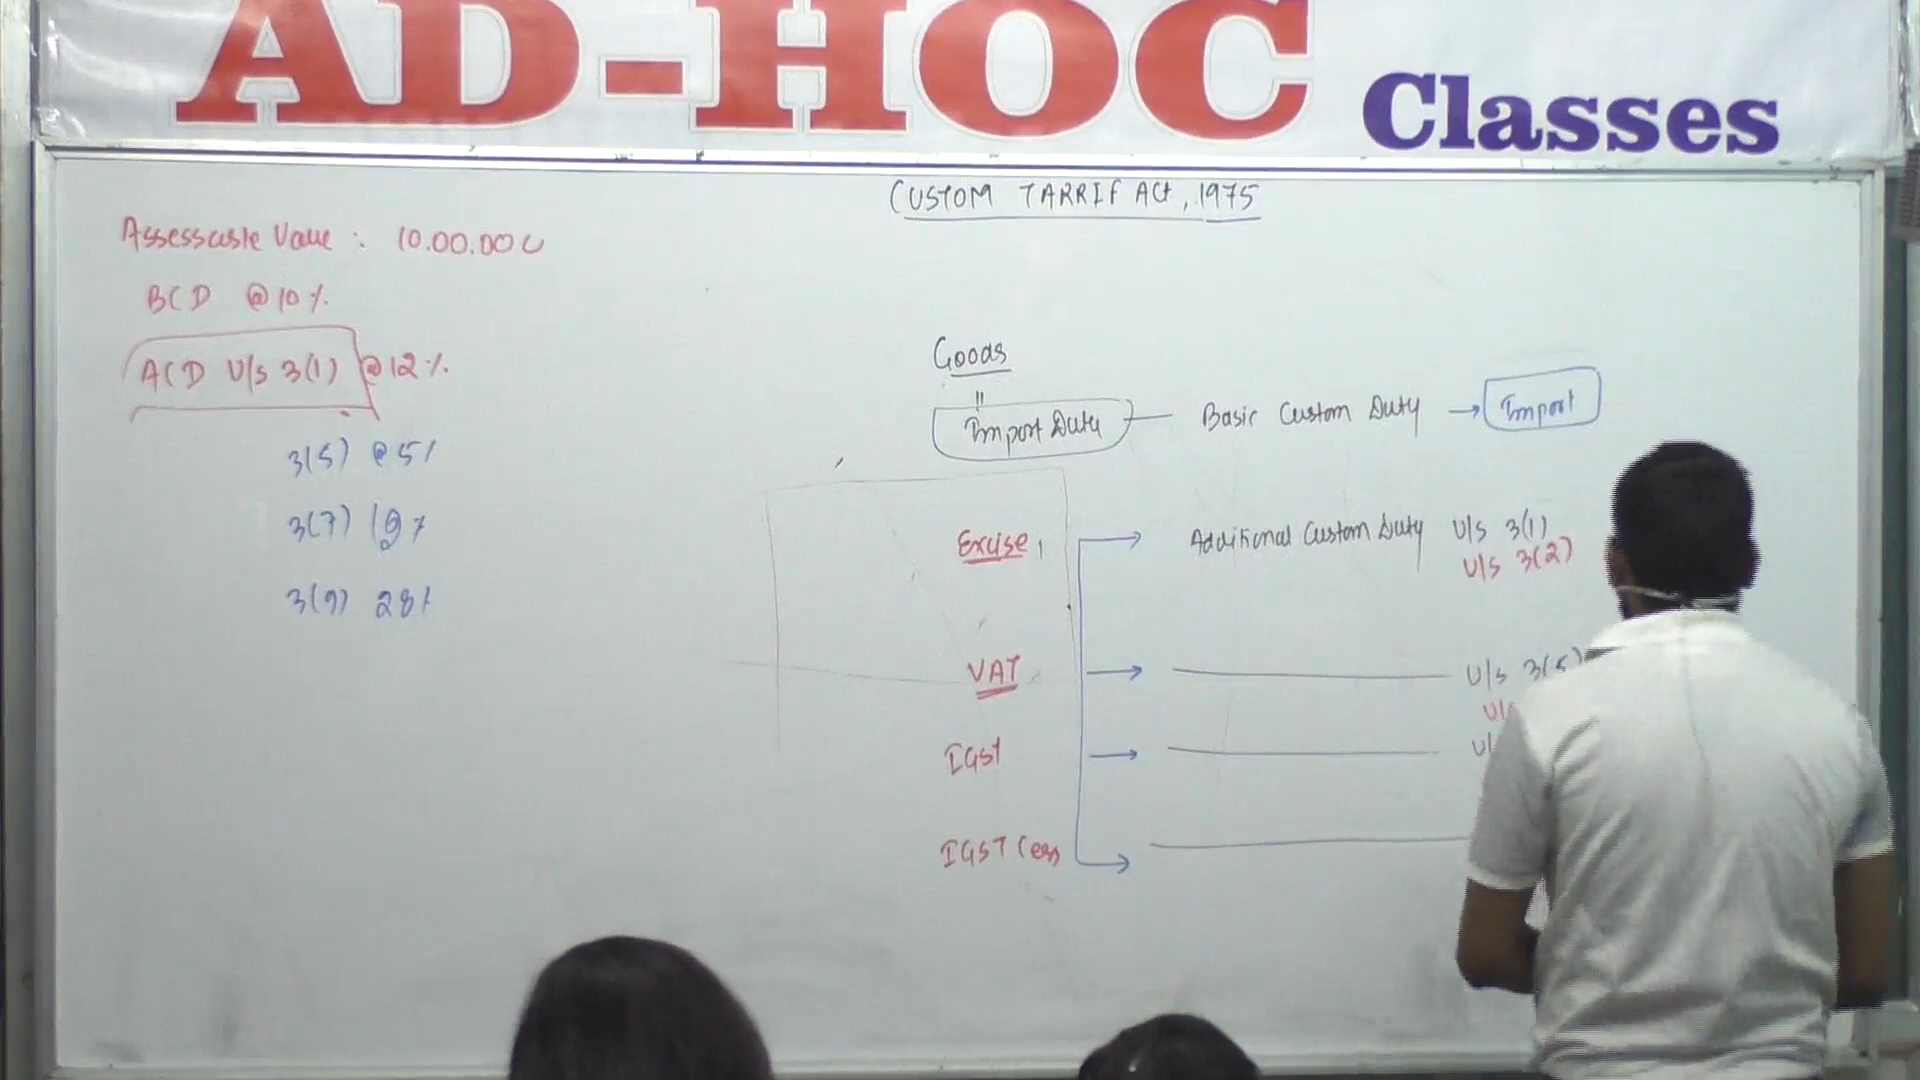 AD-HOC Classes
CUSTOM TARRIF Act, 1975
Assessable Value : 10.00.000
BCD @ 10%
ACD U/s 3(1) @ 12%
3(5) @ 5%
3(7)
3(9) 28%
Goods
Import Duty Basic Custom Duty → Import
Excise Additional Custom Duty U/s 3(1)
U/s 3(2)
VAT U/s 3(5)
IGST
IGST Cess